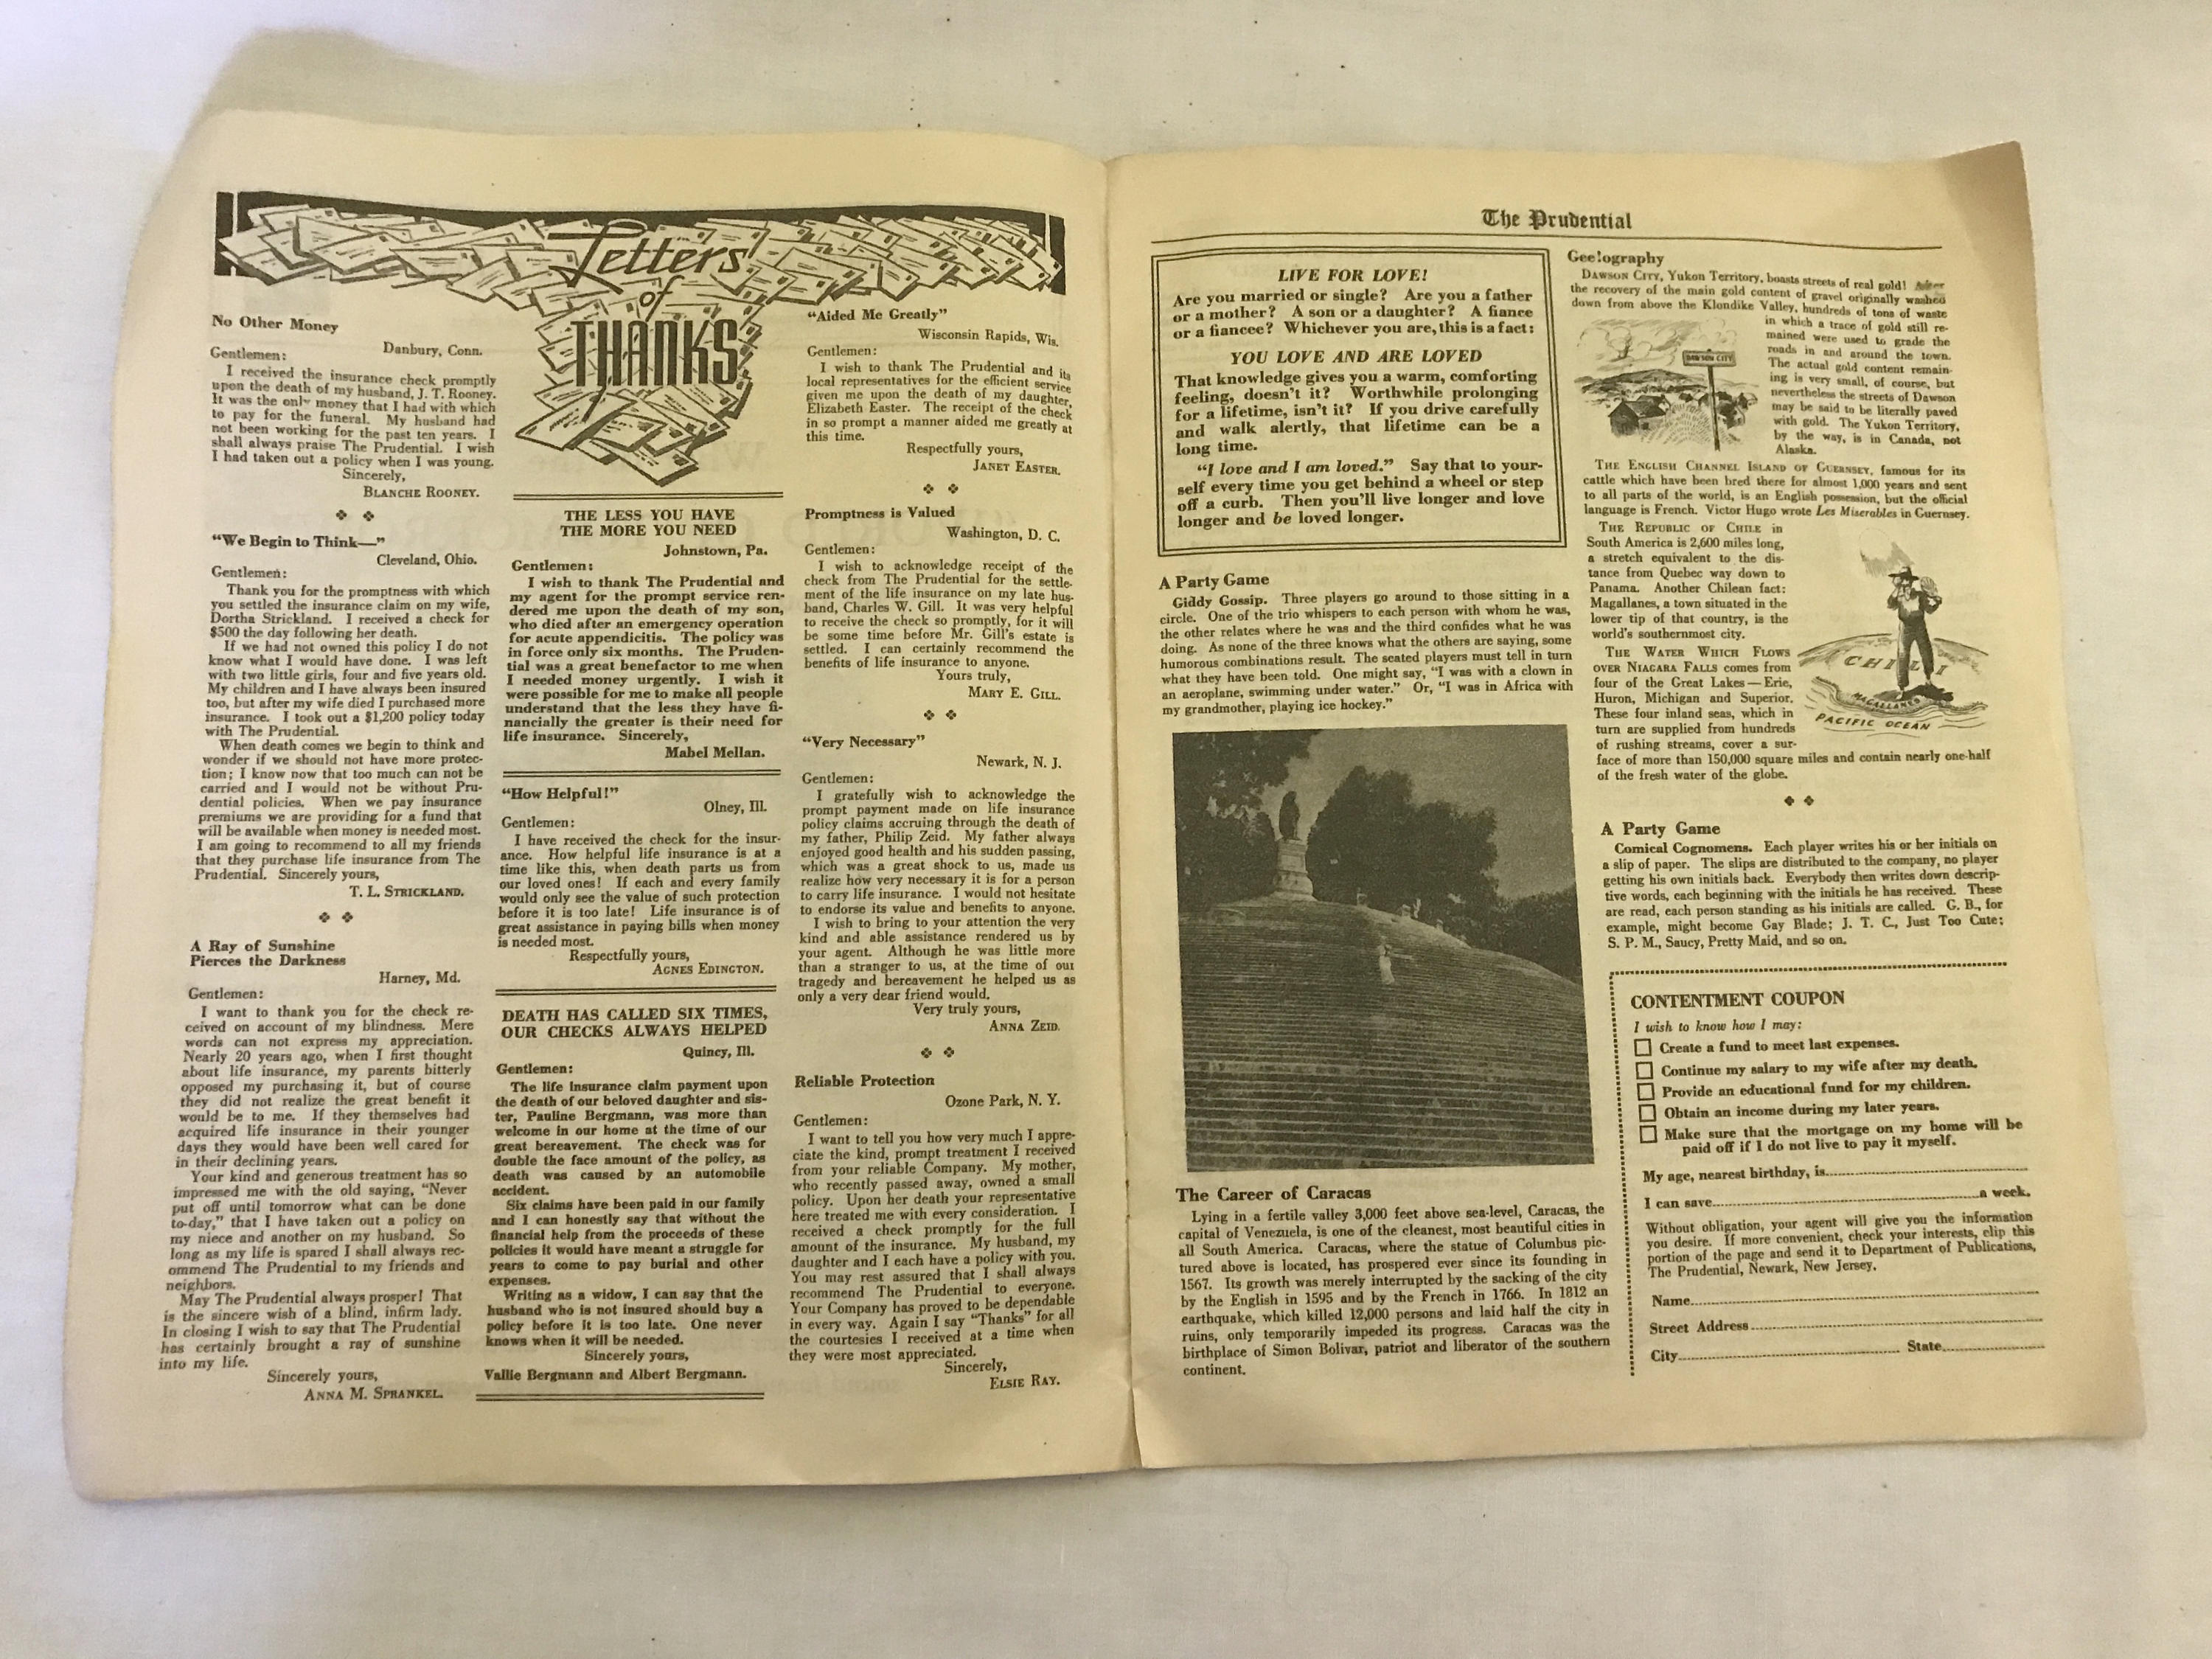 Letters
of
THANKS
No Other Money
Danbury, Conn.
Gentlemen:
I received the insurance check promptly
upon the death of my husband, J. T. Rooney.
It was the only money that I had with which
to pay for the funeral. My husband had
not been working for the past ten years. I
shall always praise The Prudential. I wish
I had taken out a policy when I was young.
Sincerely,
BLANCHE ROONEY.
"We Begin to Think—"
Cleveland, Ohio.
Gentlemen:
Thank you for the promptness with which
you settled the insurance claim on my wife,
Dortha Strickland. I received a check for
$500 the day following her death.
If we had not owned this policy I do not
know what I would have done. I was left
with two little girls, four and five years old.
My children and I have always been insured
too, but after my wife died I purchased more
insurance. I took out a $1,200 policy today
with The Prudential.
When death comes we begin to think and
wonder if we should not have more protec-
tion; I know now that too much can not be
carried and I would not be without Pru-
dential policies. When we pay insurance
premiums we are providing for a fund that
will be available when money is needed most.
I am going to recommend to all my friends
that they purchase life insurance from The
Prudential. Sincerely yours,
T. L. STRICKLAND.
A Ray of Sunshine
Pierces the Darkness
Harney, Md.
Gentlemen:
I want to thank you for the check re-
ceived on account of my blindness. Mere
words can not express my appreciation.
Nearly 20 years ago, when I first thought
about life insurance, my parents bitterly
opposed my purchasing it, but of course
they did not realize the great benefit it
would be to me. If they themselves had
acquired life insurance in their younger
days they would have been well cared for
in their declining years.
Your kind and generous treatment has so
impressed me with the old saying, "Never
put off until tomorrow what can be done
to-day," that I have taken out a policy on
my niece and another on my husband. So
long as my life is spared I shall always rec-
ommend The Prudential to my friends and
neighbors.
May The Prudential always prosper! That
is the sincere wish of a blind, infirm lady.
In closing I wish to say that The Prudential
has certainly brought a ray of sunshine
into my life.
Sincerely yours,
ANNA M. SPRANKEL.
THE LESS YOU HAVE
THE MORE YOU NEED
Johnstown, Pa.
Gentlemen:
I wish to thank The Prudential and
my agent for the prompt service ren-
dered me upon the death of my son,
who died after an emergency operation
for acute appendicitis. The policy was
in force only six months. The Pruden-
tial was a great benefactor to me when
I needed money urgently. I wish it
were possible for me to make all people
understand that the less they have fi-
nancially the greater is their need for
life insurance. Sincerely,
Mabel Mellan.
"How Helpful!"
Olney, Ill.
Gentlemen:
I have received the check for the insur-
ance. How helpful life insurance is at a
time like this, when death parts us from
our loved ones! If each and every family
would only see the value of such protection
before it is too late! Life insurance is of
great assistance in paying bills when money
is needed most.
Respectfully yours,
AGNES EDINGTON.
DEATH HAS CALLED SIX TIMES,
OUR CHECKS ALWAYS HELPED
Quincy, Ill.
Gentlemen:
The life insurance claim payment upon
the death of our beloved daughter and sis-
ter, Pauline Bergmann, was more than
welcome in our home at the time of our
great bereavement. The check was for
double the face amount of the policy, as
death was caused by an automobile
accident.
Six claims have been paid in our family
and I can honestly say that without the
financial help from the proceeds of these
policies it would have meant a struggle for
years to come to pay burial and other
expenses.
Writing as a widow, I can say that the
husband who is not insured should buy a
policy before it is too late. One never
knows when it will be needed.
Sincerely yours,
Vallie Bergmann and Albert Bergmann.
"Aided Me Greatly"
Wisconsin Rapids, Wis.
Gentlemen:
I wish to thank The Prudential and its
local representatives for the efficient service
given me upon the death of my daughter,
Elizabeth Easter. The receipt of the check
in so prompt a manner aided me greatly at
this time.
Respectfully yours,
JANET EASTER.
Promptness is Valued
Washington, D. C.
Gentlemen:
I wish to acknowledge receipt of the
check from The Prudential for the settle-
ment of the life insurance on my late hus-
band, Charles W. Gill. It was very helpful
to receive the check so promptly, for it will
be some time before Mr. Gill's estate is
settled. I can certainly recommend the
benefits of life insurance to anyone.
Yours truly,
MARY E. GILL.
"Very Necessary"
Newark, N. J.
Gentlemen:
I gratefully wish to acknowledge the
prompt payment made on life insurance
policy claims accruing through the death of
my father, Philip Zeid. My father always
enjoyed good health and his sudden passing,
which was a great shock to us, made us
realize how very necessary it is for a person
to carry life insurance. I would not hesitate
to endorse its value and benefits to anyone.
I wish to bring to your attention the very
kind and able assistance rendered us by
your agent. Although he was little more
than a stranger to us, at the time of our
tragedy and bereavement he helped us as
only a very dear friend would.
Very truly yours,
ANNA ZEID.
Reliable Protection
Ozone Park, N. Y.
Gentlemen:
I want to tell you how very much I appre-
ciate the kind, prompt treatment I received
from your reliable Company. My mother,
who recently passed away, owned a small
policy. Upon her death your representative
here treated me with every consideration. I
received a check promptly for the full
amount of the insurance. My husband, my
daughter and I each have a policy with you.
You may rest assured that I shall always
recommend The Prudential to everyone.
Your Company has proved to be dependable
in every way. Again I say "Thanks" for all
the courtesies I received at a time when
they were most appreciated.
Sincerely,
ELSIE RAY.
The Prudential
LIVE FOR LOVE!
Are you married or single? Are you a father
or a mother? A son or a daughter? A fiance
or a fiancee? Whichever you are, this is a fact:
YOU LOVE AND ARE LOVED
That knowledge gives you a warm, comforting
feeling, doesn't it? Worthwhile prolonging
for a lifetime, isn't it? If you drive carefully
and walk alertly, that lifetime can be a
long time.
"I love and I am loved." Say that to your-
self every time you get behind a wheel or step
off a curb. Then you'll live longer and love
longer and be loved longer.
A Party Game
Giddy Gossip. Three players go around to those sitting in a
circle. One of the trio whispers to each person with whom he was,
the other relates where he was and the third confides what he was
doing. As none of the three knows what the others are saying, some
humorous combinations result. The seated players must tell in turn
what they have been told. One might say, "I was with a clown in
an aeroplane, swimming under water." Or, "I was in Africa with
my grandmother, playing ice hockey."
The Career of Caracas
Lying in a fertile valley 3,000 feet above sea-level, Caracas, the
capital of Venezuela, is one of the cleanest, most beautiful cities in
all South America. Caracas, where the statue of Columbus pic-
tured above is located, has prospered ever since its founding in
1567. Its growth was merely interrupted by the sacking of the city
by the English in 1595 and by the French in 1766. In 1812 an
earthquake, which killed 12,000 persons and laid half the city in
ruins, only temporarily impeded its progress. Caracas was the
birthplace of Simon Bolivar, patriot and liberator of the southern
continent.
Gee!ography
DAWSON CITY, Yukon Territory, boasts streets of real gold! After
the recovery of the main gold content of gravel originally washed
down from above the Klondike Valley, hundreds of tons of waste
in which a trace of gold still re-
mained were used to grade the
roads in and around the town.
The actual gold content remain-
ing is very small, of course, but
nevertheless the streets of Dawson
may be said to be literally paved
with gold. The Yukon Territory,
by the way, is in Canada, not
Alaska.
DAWSON CITY
THE ENGLISH CHANNEL ISLAND OF GUERNSEY, famous for its
cattle which have been bred there for almost 1,000 years and sent
to all parts of the world, is an English possession, but the official
language is French. Victor Hugo wrote Les Miserables in Guernsey.
THE REPUBLIC OF CHILE in
South America is 2,600 miles long,
a stretch equivalent to the dis-
tance from Quebec way down to
Panama. Another Chilean fact:
Magallanes, a town situated in the
lower tip of that country, is the
world's southernmost city.
THE WATER WHICH FLOWS
OVER NIAGARA FALLS comes from
four of the Great Lakes—Erie,
Huron, Michigan and Superior.
These four inland seas, which in
turn are supplied from hundreds
of rushing streams, cover a sur-
face of more than 150,000 square miles and contain nearly one-half
of the fresh water of the globe.
MAGALLANES
PACIFIC OCEAN
A Party Game
Comical Cognomens. Each player writes his or her initials on
a slip of paper. The slips are distributed to the company, no player
getting his own initials back. Everybody then writes down descrip-
tive words, each beginning with the initials he has received. These
are read, each person standing as his initials are called. G. B., for
example, might become Gay Blade; J. T. C., Just Too Cute;
S. P. M., Saucy, Pretty Maid, and so on.
CONTENTMENT COUPON
I wish to know how I may:
Create a fund to meet last expenses.
Continue my salary to my wife after my death.
Provide an educational fund for my children.
Obtain an income during my later years.
Make sure that the mortgage on my home will be
paid off if I do not live to pay it myself.
My age, nearest birthday, is
I can save a week.
Without obligation, your agent will give you the information
you desire. If more convenient, check your interests, clip this
portion of the page and send it to Department of Publications,
The Prudential, Newark, New Jersey.
Name
Street Address
City State